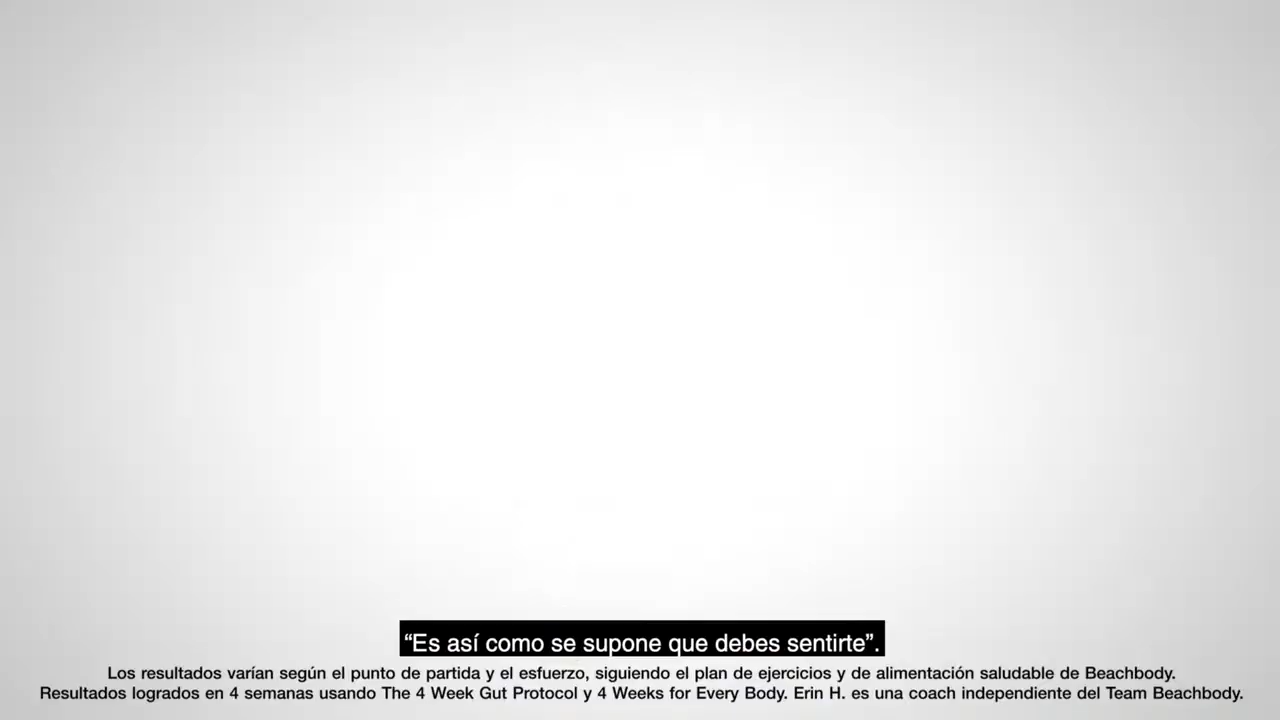 “Es así como se supone que debes sentirte”.
Los resultados varían según el punto de partida y el esfuerzo, siguiendo el plan de ejercicios y de alimentación saludable de Beachbody.
Resultados logrados en 4 semanas usando The 4 Week Gut Protocol y 4 Weeks for Every Body. Erin H. es una coach independiente del Team Beachbody.